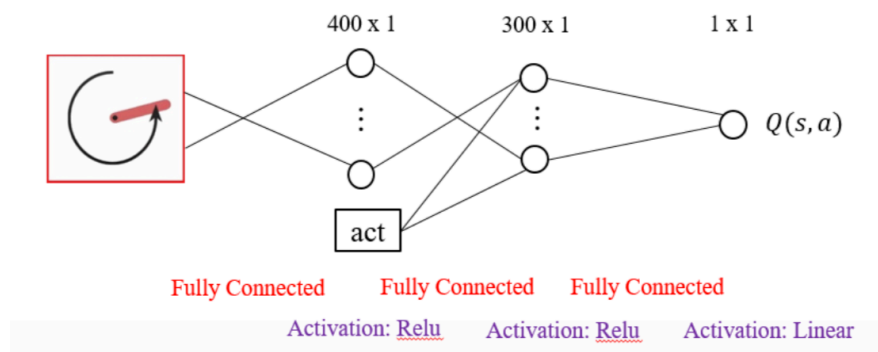 400 x 1
300 x 1
1 x 1
Q(s, a)
act
Fully Connected
Fully Connected
Fully Connected
Activation: Relu
Activation: Relu
Activation: Linear